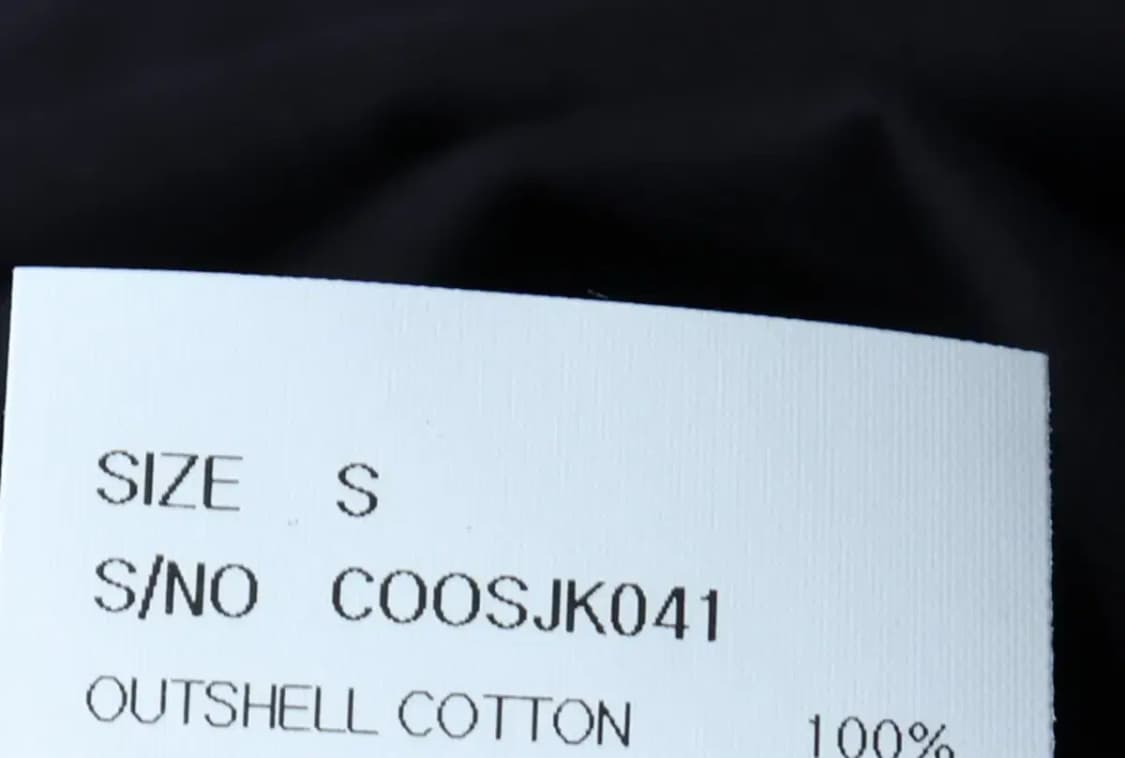 SIZE S
S/NO COOSJK041
OUTSHELL COTTON 100%